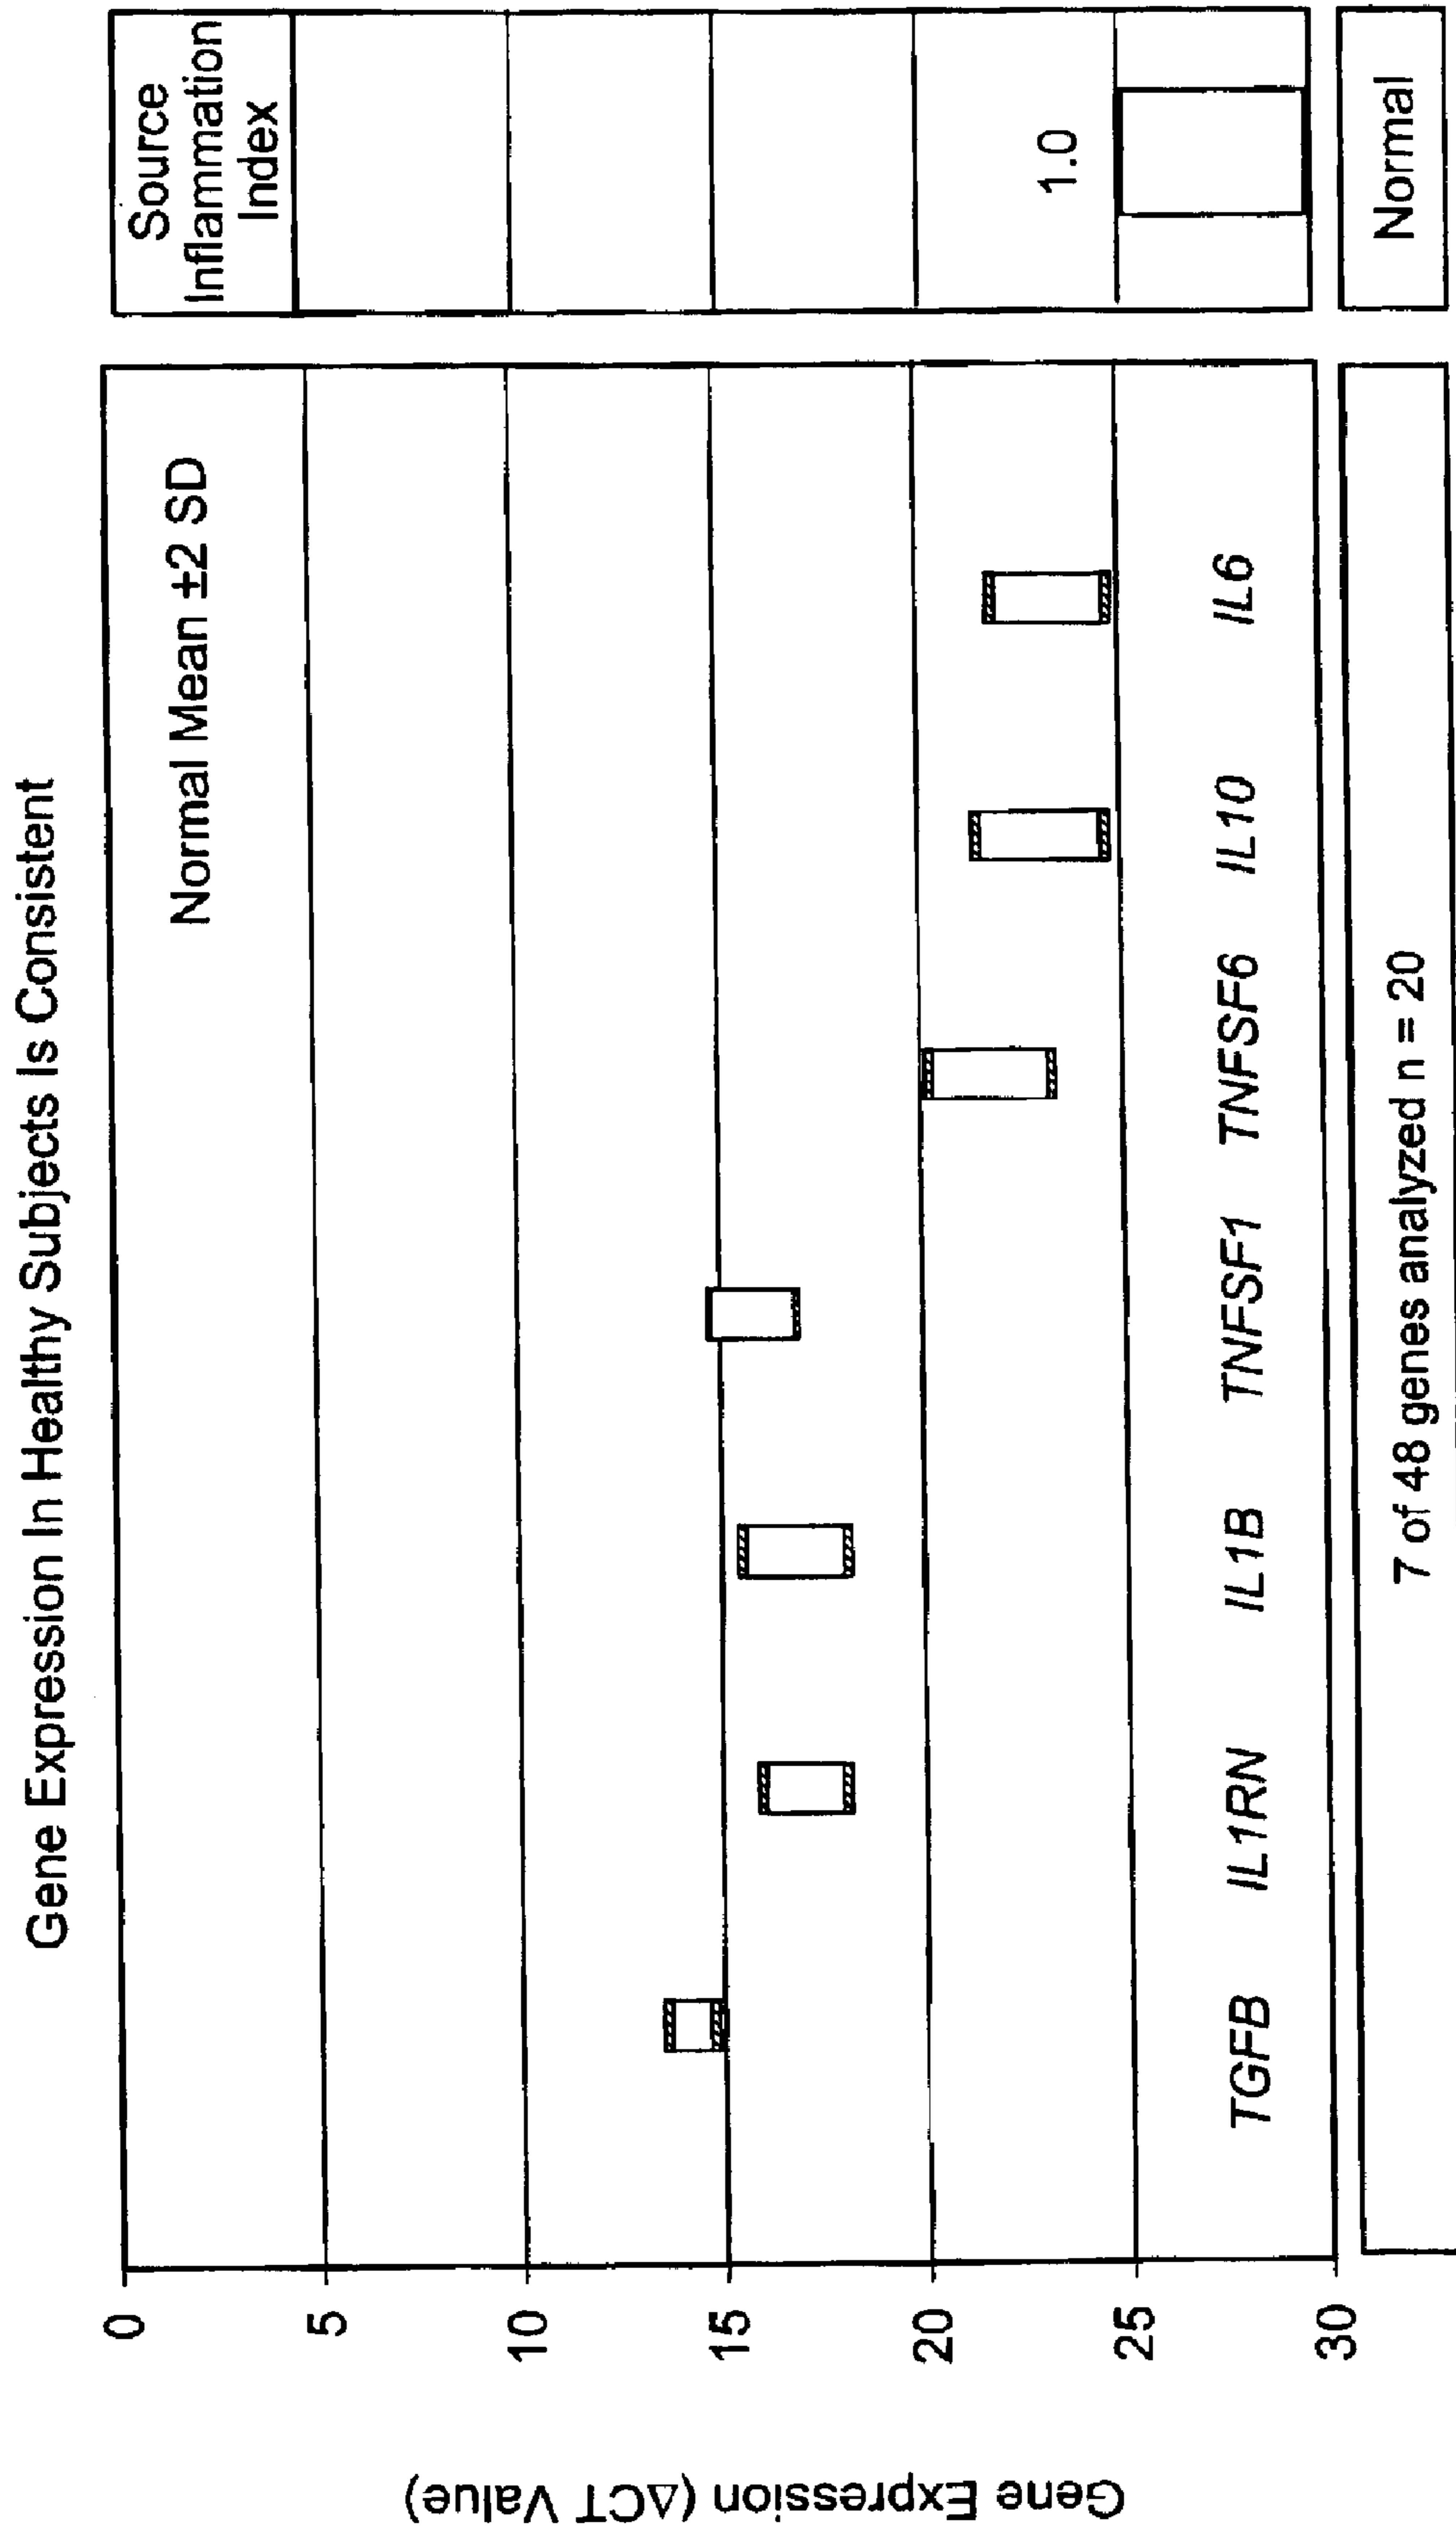 Gene Expression In Healthy Subjects Is Consistent
Gene Expression (ΔCT Value)
0
5
10
15
20
25
30
Normal Mean ±2 SD
TGFB
IL1RN
IL1B
TNFSF1
TNFSF6
IL10
IL6
7 of 48 genes analyzed n = 20
Source
Inflammation
Index
1.0
Normal